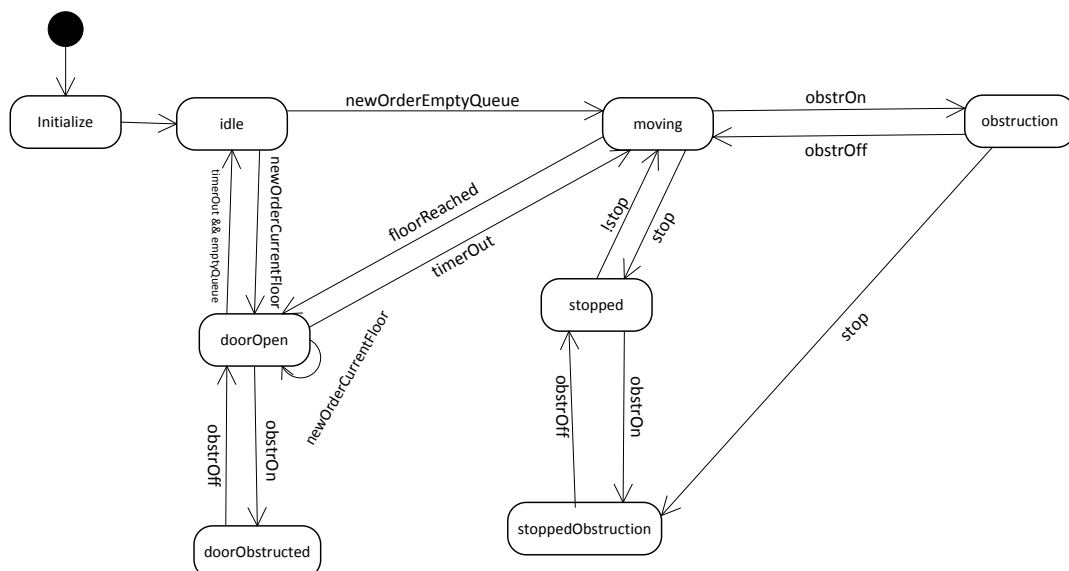 newOrderEmptyQueue
obstrOn
Initialize
idle
moving
obstruction
obstrOff
timerOut && emptyQueue
newOrderCurrentFloor
floorReached
timerOut
!stop
stop
stopped
stop
doorOpen
newOrderCurrentFloor
obstrOff
obstrOn
obstrOff
obstrOn
doorObstructed
stoppedObstruction